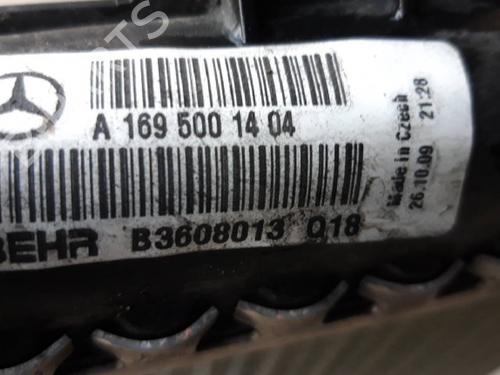 A 169 500 14 04
BEHR B3608013 Q18
Made in Czech
26.10.09 21:28